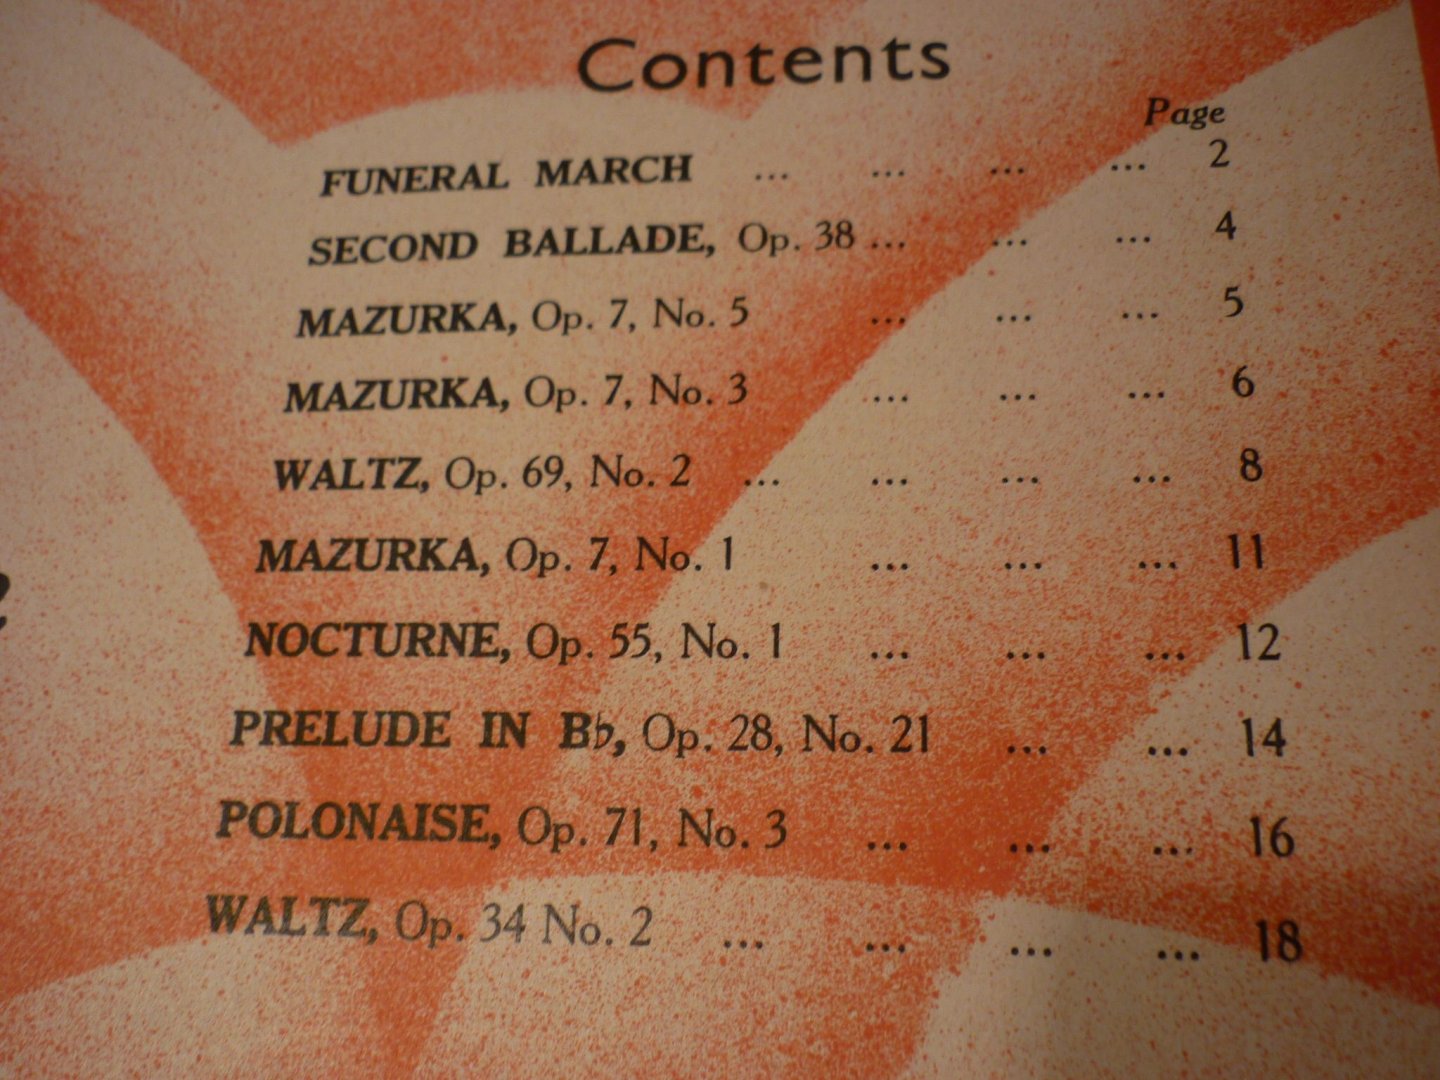 Contents
Page
FUNERAL MARCH ... ... ... ... 2
SECOND BALLADE, Op. 38 ... ... ... 4
MAZURKA, Op. 7, No. 5 ... ... ... 5
MAZURKA, Op. 7, No. 3 ... ... ... 6
WALTZ, Op. 69, No. 2 ... ... ... ... 8
MAZURKA, Op. 7, No. 1 ... ... ... 11
NOCTURNE, Op. 55, No. 1 ... ... ... 12
PRELUDE IN B♭, Op. 28, No. 21 ... ... 14
POLONAISE, Op. 71, No. 3 ... ... ... 16
WALTZ, Op. 34 No. 2 ... ... ... ... 18